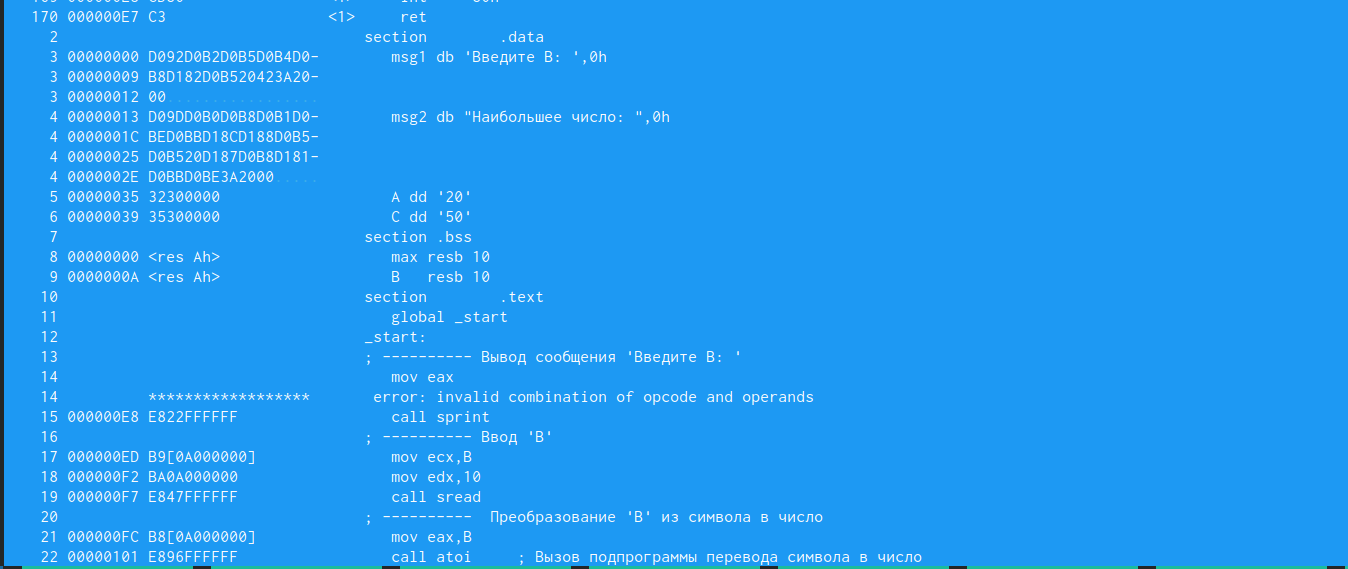 170 000000E7 C3                  <1>     ret
  2                                  section        .data
  3 00000000 D092D0B2D0B5D0B4D0-        msg1 db 'Введите B: ',0h
  3 00000009 B8D182D0B520423A20-
  3 00000012 00.................
  4 00000013 D09DD0B0D0B8D0B1D0-        msg2 db "Наибольшее число: ",0h
  4 0000001C BED0BBD18CD188D0B5-
  4 00000025 D0B520D187D0B8D181-
  4 0000002E D0BBD0BE3A2000.....
  5 00000035 32300000                   A dd '20'
  6 00000039 35300000                   C dd '50'
  7                                  section .bss
  8 00000000 <res Ah>                   max resb 10
  9 0000000A <res Ah>                   B   resb 10
 10                                  section        .text
 11                                     global _start
 12                                  _start:
 13                                  ; ---------- Вывод сообщения 'Введите B: '
 14                                     mov eax
 14          ******************       error: invalid combination of opcode and operands
 15 000000E8 E822FFFFFF                 call sprint
 16                                  ; ---------- Ввод 'B'
 17 000000ED B9[0A000000]               mov ecx,B
 18 000000F2 BA0A000000                 mov edx,10
 19 000000F7 E847FFFFFF                 call sread
 20                                  ; ----------  Преобразование 'B' из символа в число
 21 000000FC B8[0A000000]               mov eax,B
 22 00000101 E896FFFFFF                 call atoi     ; Вызов подпрограммы перевода символа в число